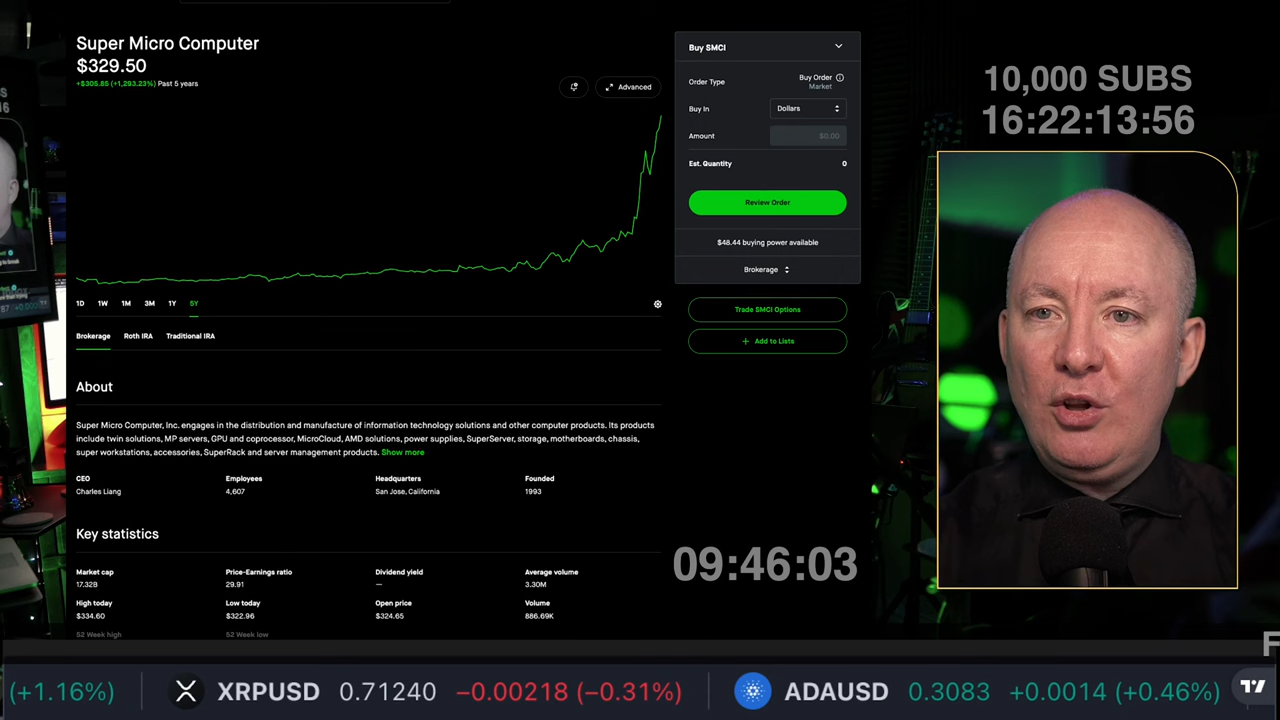 Super Micro Computer
$329.50
+$305.85 (+1,293.23%) Past 5 years
Advanced
1D 1W 1M 3M 1Y 5Y
Brokerage Roth IRA Traditional IRA
About
Super Micro Computer, Inc. engages in the distribution and manufacture of information technology solutions and other computer products. Its products
include twin solutions, MP servers, GPU and coprocessor, MicroCloud, AMD solutions, power supplies, SuperServer, storage, motherboards, chassis,
super workstations, accessories, SuperRack and server management products. Show more
CEO Employees Headquarters Founded
Charles Liang 4,607 San Jose, California 1993
Key statistics
Market cap Price-Earnings ratio Dividend yield Average volume
17.32B 29.91 — 3.30M
High today Low today Open price Volume
$334.60 $322.96 $324.65 886.69K
52 Week high 52 Week low
Buy SMCI
Order Type Buy Order
Market
Buy In Dollars
Amount $0.00
Est. Quantity 0
Review Order
$48.44 buying power available
Brokerage
Trade SMCI Options
+ Add to Lists
10,000 SUBS
16:22:13:56
09:46:03
F
(+1.16%) XRPUSD 0.71240 −0.00218 (−0.31%) ADAUSD 0.3083 +0.0014 (+0.46%)